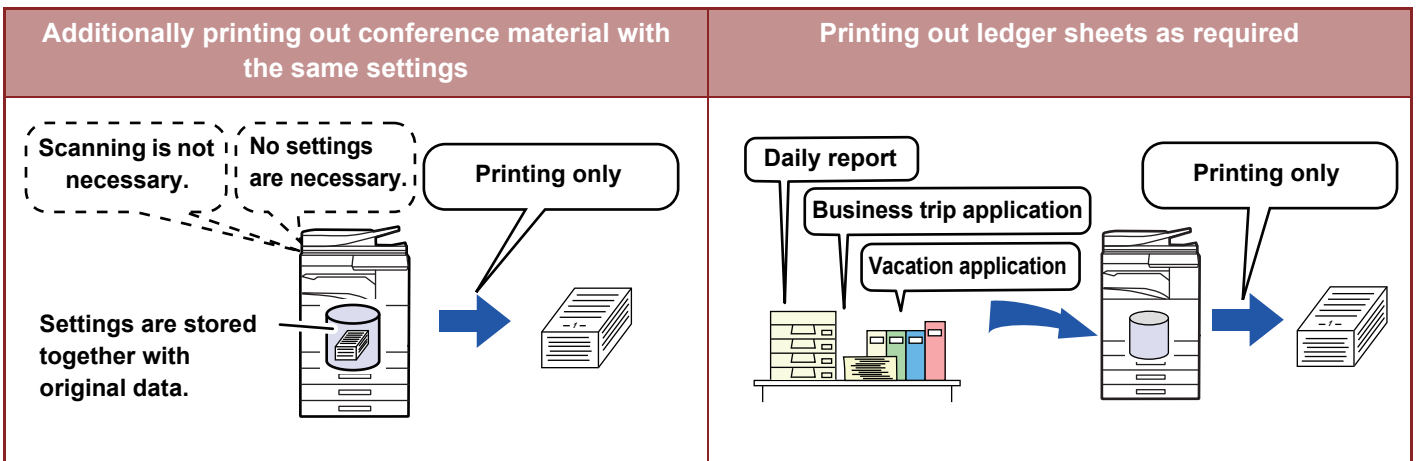 Additionally printing out conference material with
the same settings
Printing out ledger sheets as required
Scanning is not
necessary.
No settings
are necessary.
Printing only
Settings are stored
together with
original data.
–1–
Daily report
Business trip application
Vacation application
Printing only
–1–